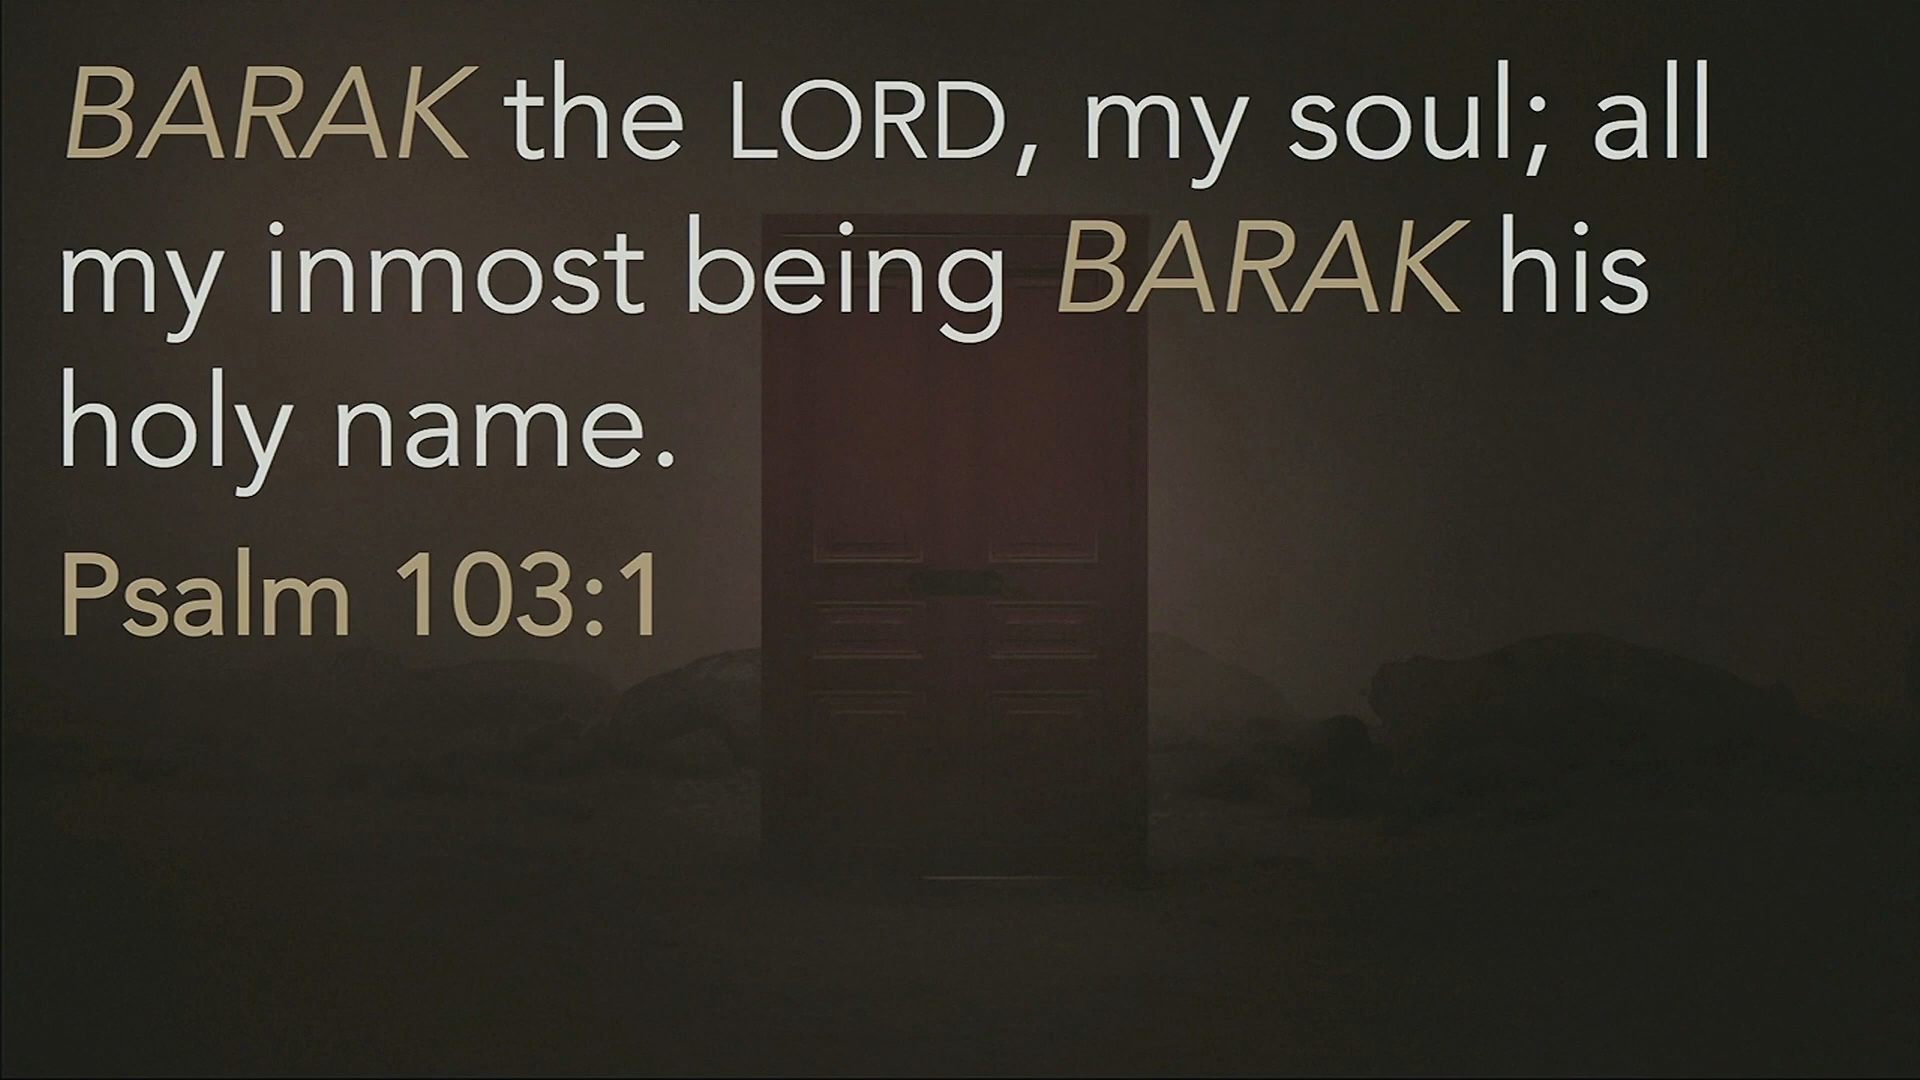 BARAK the LORD, my soul; all
my inmost being BARAK his
holy name.
Psalm 103:1